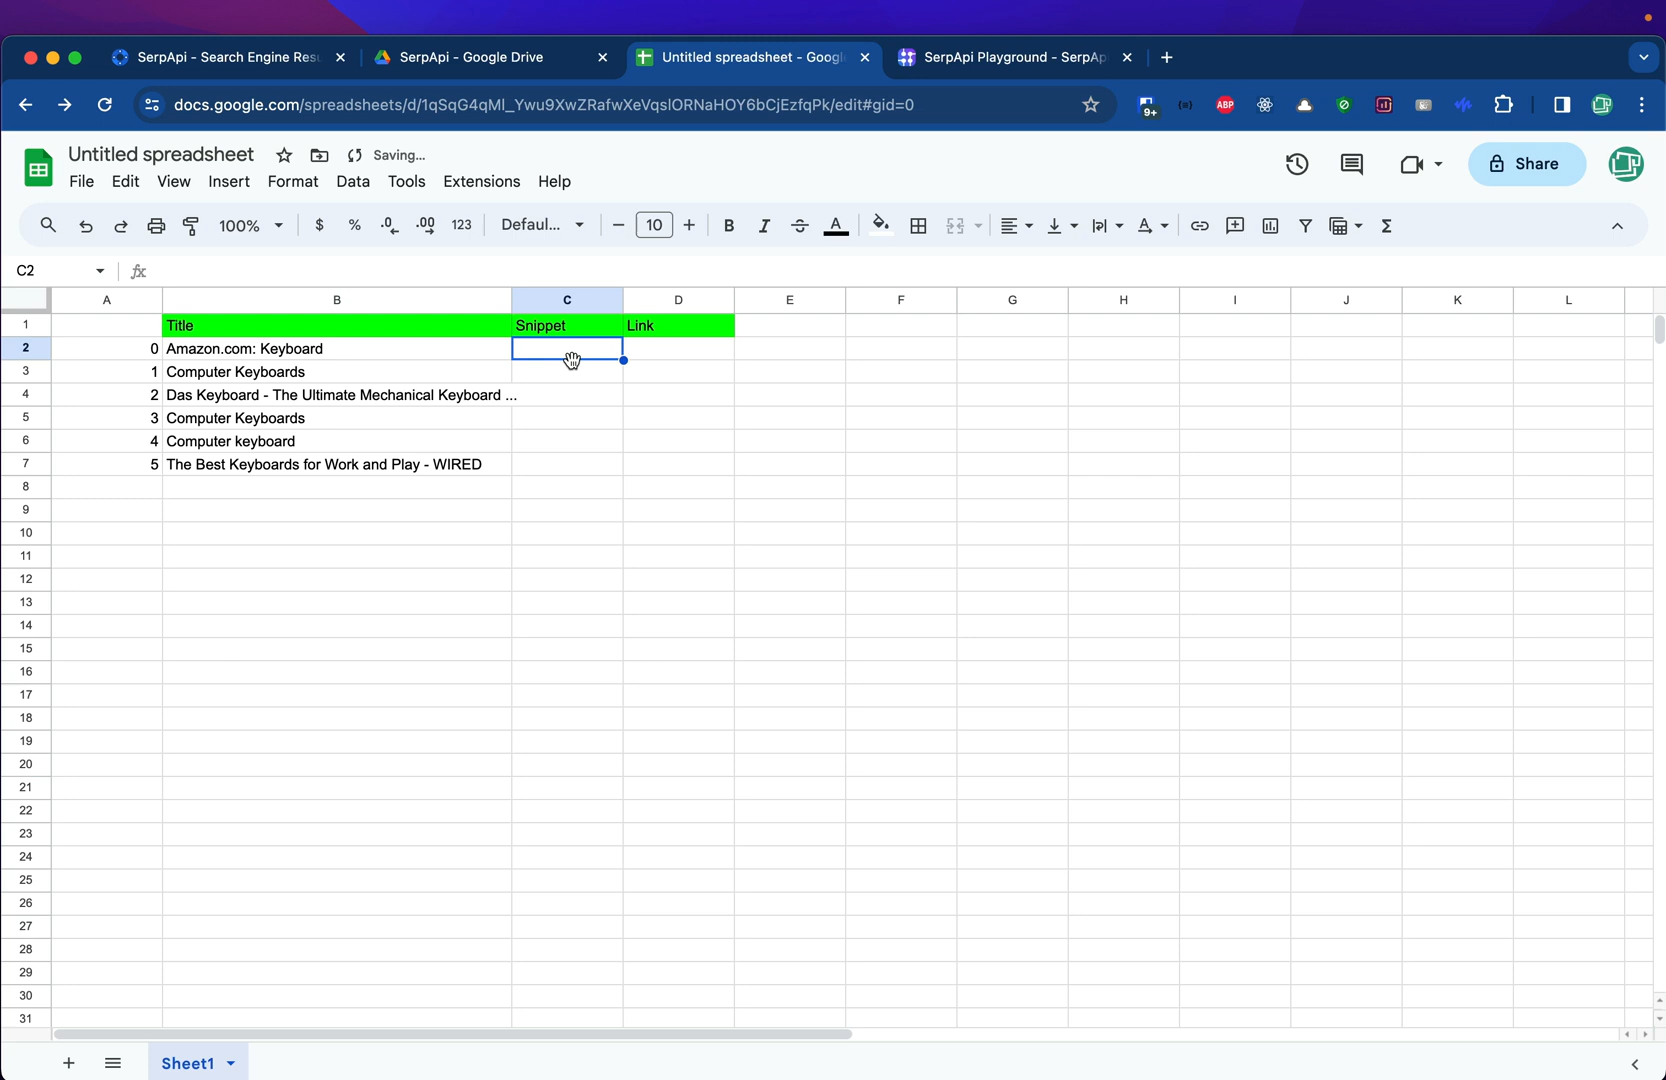 SerpApi - Search Engine Res
SerpApi - Google Drive
Untitled spreadsheet - Googl
SerpApi Playground - SerpAp
docs.google.com/spreadsheets/d/1qSqG4qMl_Ywu9XwZRafwXeVqslORNaHOY6bCjEzfqPk/edit#gid=0
ABP
9+
Untitled spreadsheet
Saving...
Share
File Edit View Insert Format Data Tools Extensions Help
100% $ % .0 .00 123 Defaul... 10 B I A Σ
C2 fx
A B C D E F G H I J K L
1 Title Snippet Link
2 0 Amazon.com: Keyboard
3 1 Computer Keyboards
4 2 Das Keyboard - The Ultimate Mechanical Keyboard ...
5 3 Computer Keyboards
6 4 Computer keyboard
7 5 The Best Keyboards for Work and Play - WIRED
8
9
10
11
12
13
14
15
16
17
18
19
20
21
22
23
24
25
26
27
28
29
30
31
Sheet1